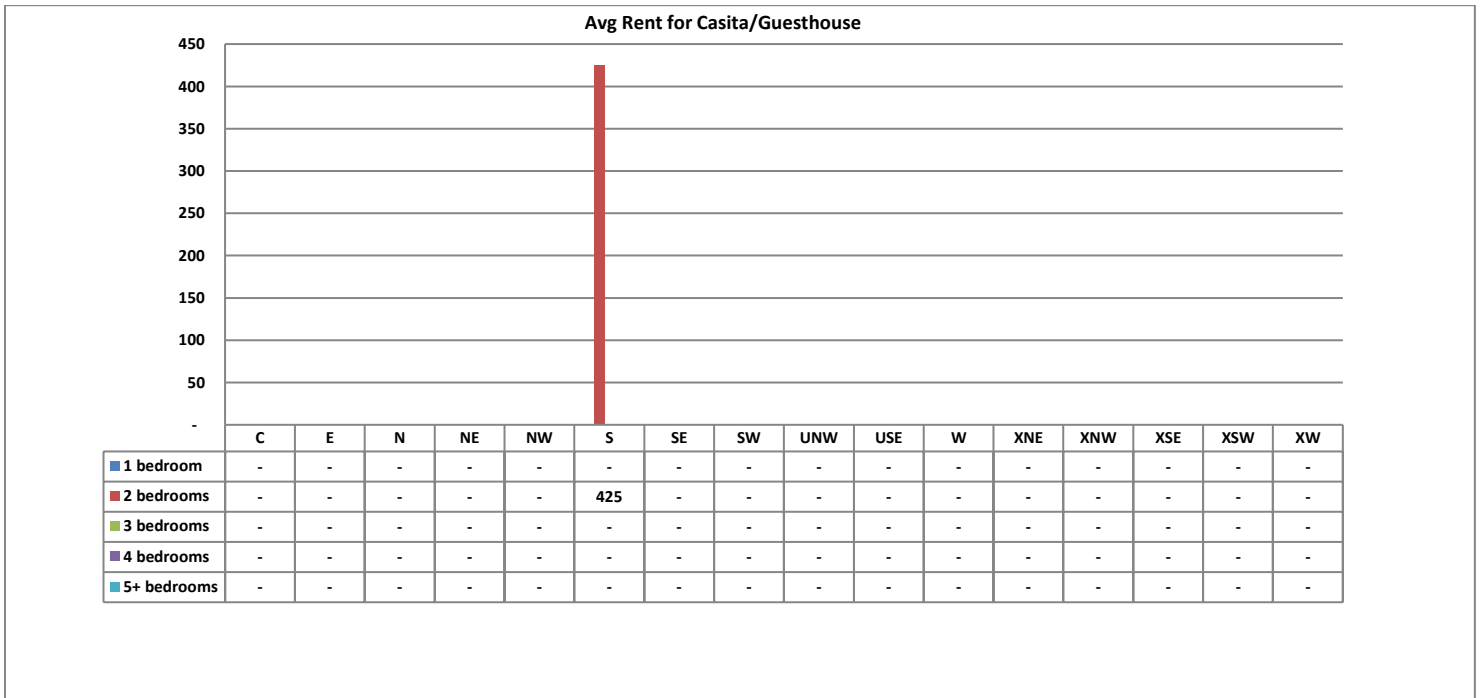 Avg Rent for Casita/Guesthouse
450
400
350
300
250
200
150
100
50
-
C E N NE NW S SE SW UNW USE W XNE XNW XSE XSW XW
1 bedroom - - - - - - - - - - - - - - - -
2 bedrooms - - - - - 425 - - - - - - - - - -
3 bedrooms - - - - - - - - - - - - - - - -
4 bedrooms - - - - - - - - - - - - - - - -
5+ bedrooms - - - - - - - - - - - - - - - -